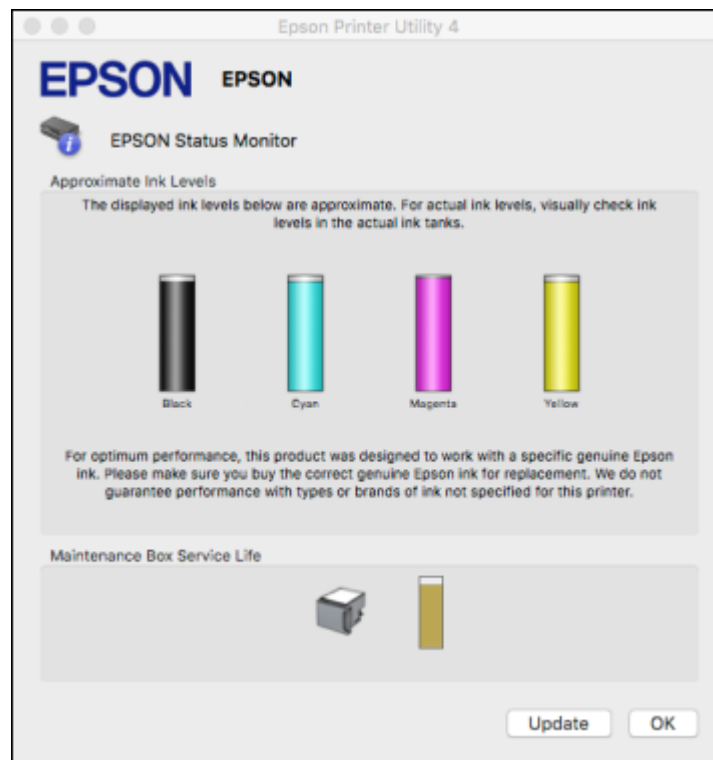 Epson Printer Utility 4
EPSON EPSON
EPSON Status Monitor
Approximate Ink Levels
The displayed ink levels below are approximate. For actual ink levels, visually check ink
levels in the actual ink tanks.
Black Cyan Magenta Yellow
For optimum performance, this product was designed to work with a specific genuine Epson
ink. Please make sure you buy the correct genuine Epson ink for replacement. We do not
guarantee performance with types or brands of ink not specified for this printer.
Maintenance Box Service Life
Update OK